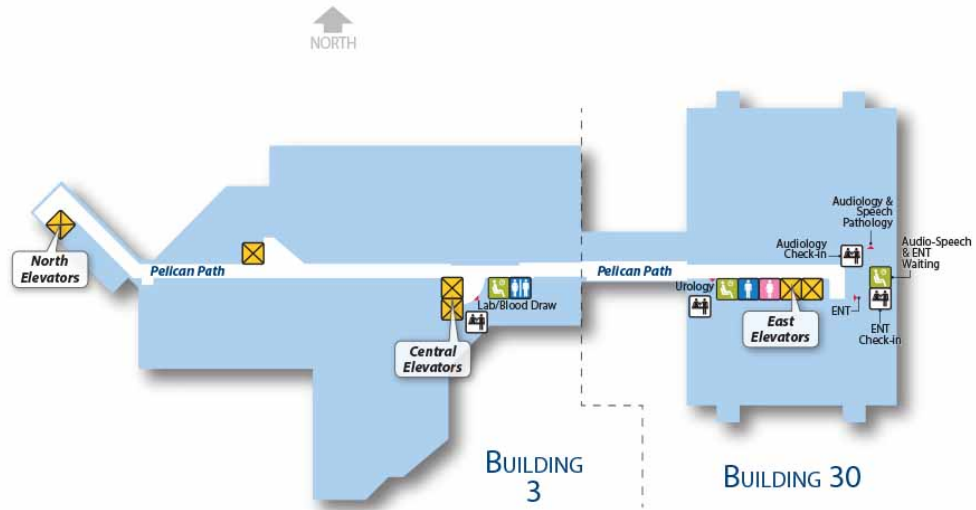 NORTH
Audiology &
Speech
Pathology
Audiology
Check-in
Audio-Speech
& ENT
Waiting
North
Elevators
Pelican Path
Pelican Path
Urology
Lab/Blood Draw
ENT
East
Elevators
ENT
Check-in
Central
Elevators
BUILDING
3
BUILDING 30